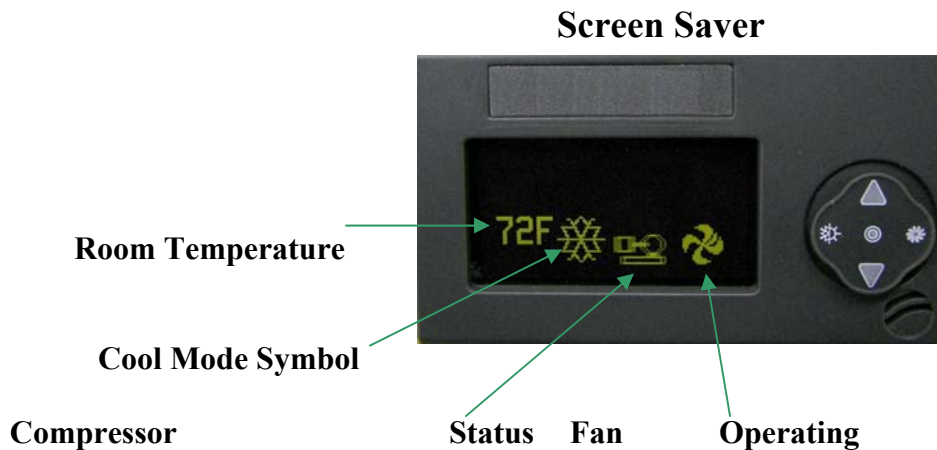 Screen Saver
72F
Room Temperature
Cool Mode Symbol
Compressor Status Fan Operating